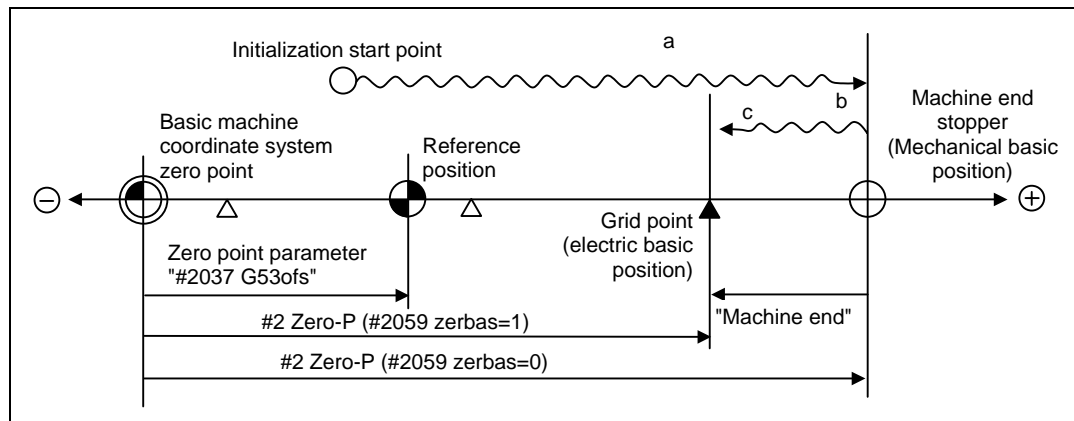 Initialization start point
a
b
c
Machine end
stopper
(Mechanical basic
position)
Basic machine
coordinate system
zero point
Reference
position
−
+
Grid point
(electric basic
position)
Zero point parameter
"#2037 G53ofs"
"Machine end"
#2 Zero-P (#2059 zerbas=1)
#2 Zero-P (#2059 zerbas=0)